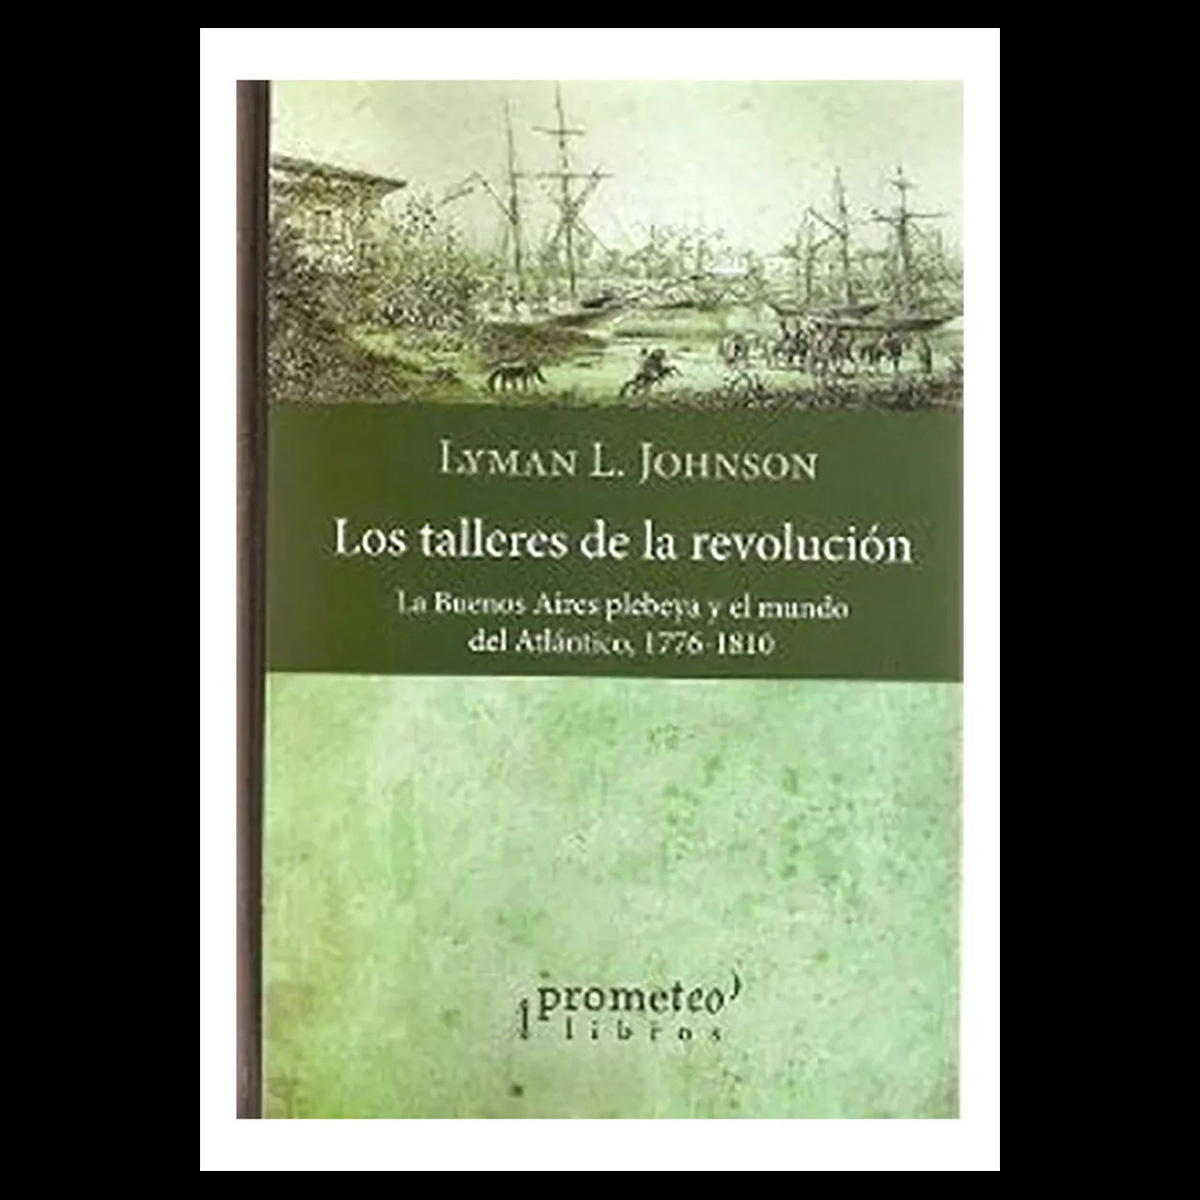 LYMAN L. JOHNSON
Los talleres de la revolución
La Buenos Aires plebeya y el mundo
del Atlántico, 1776-1810
prometeo
libros